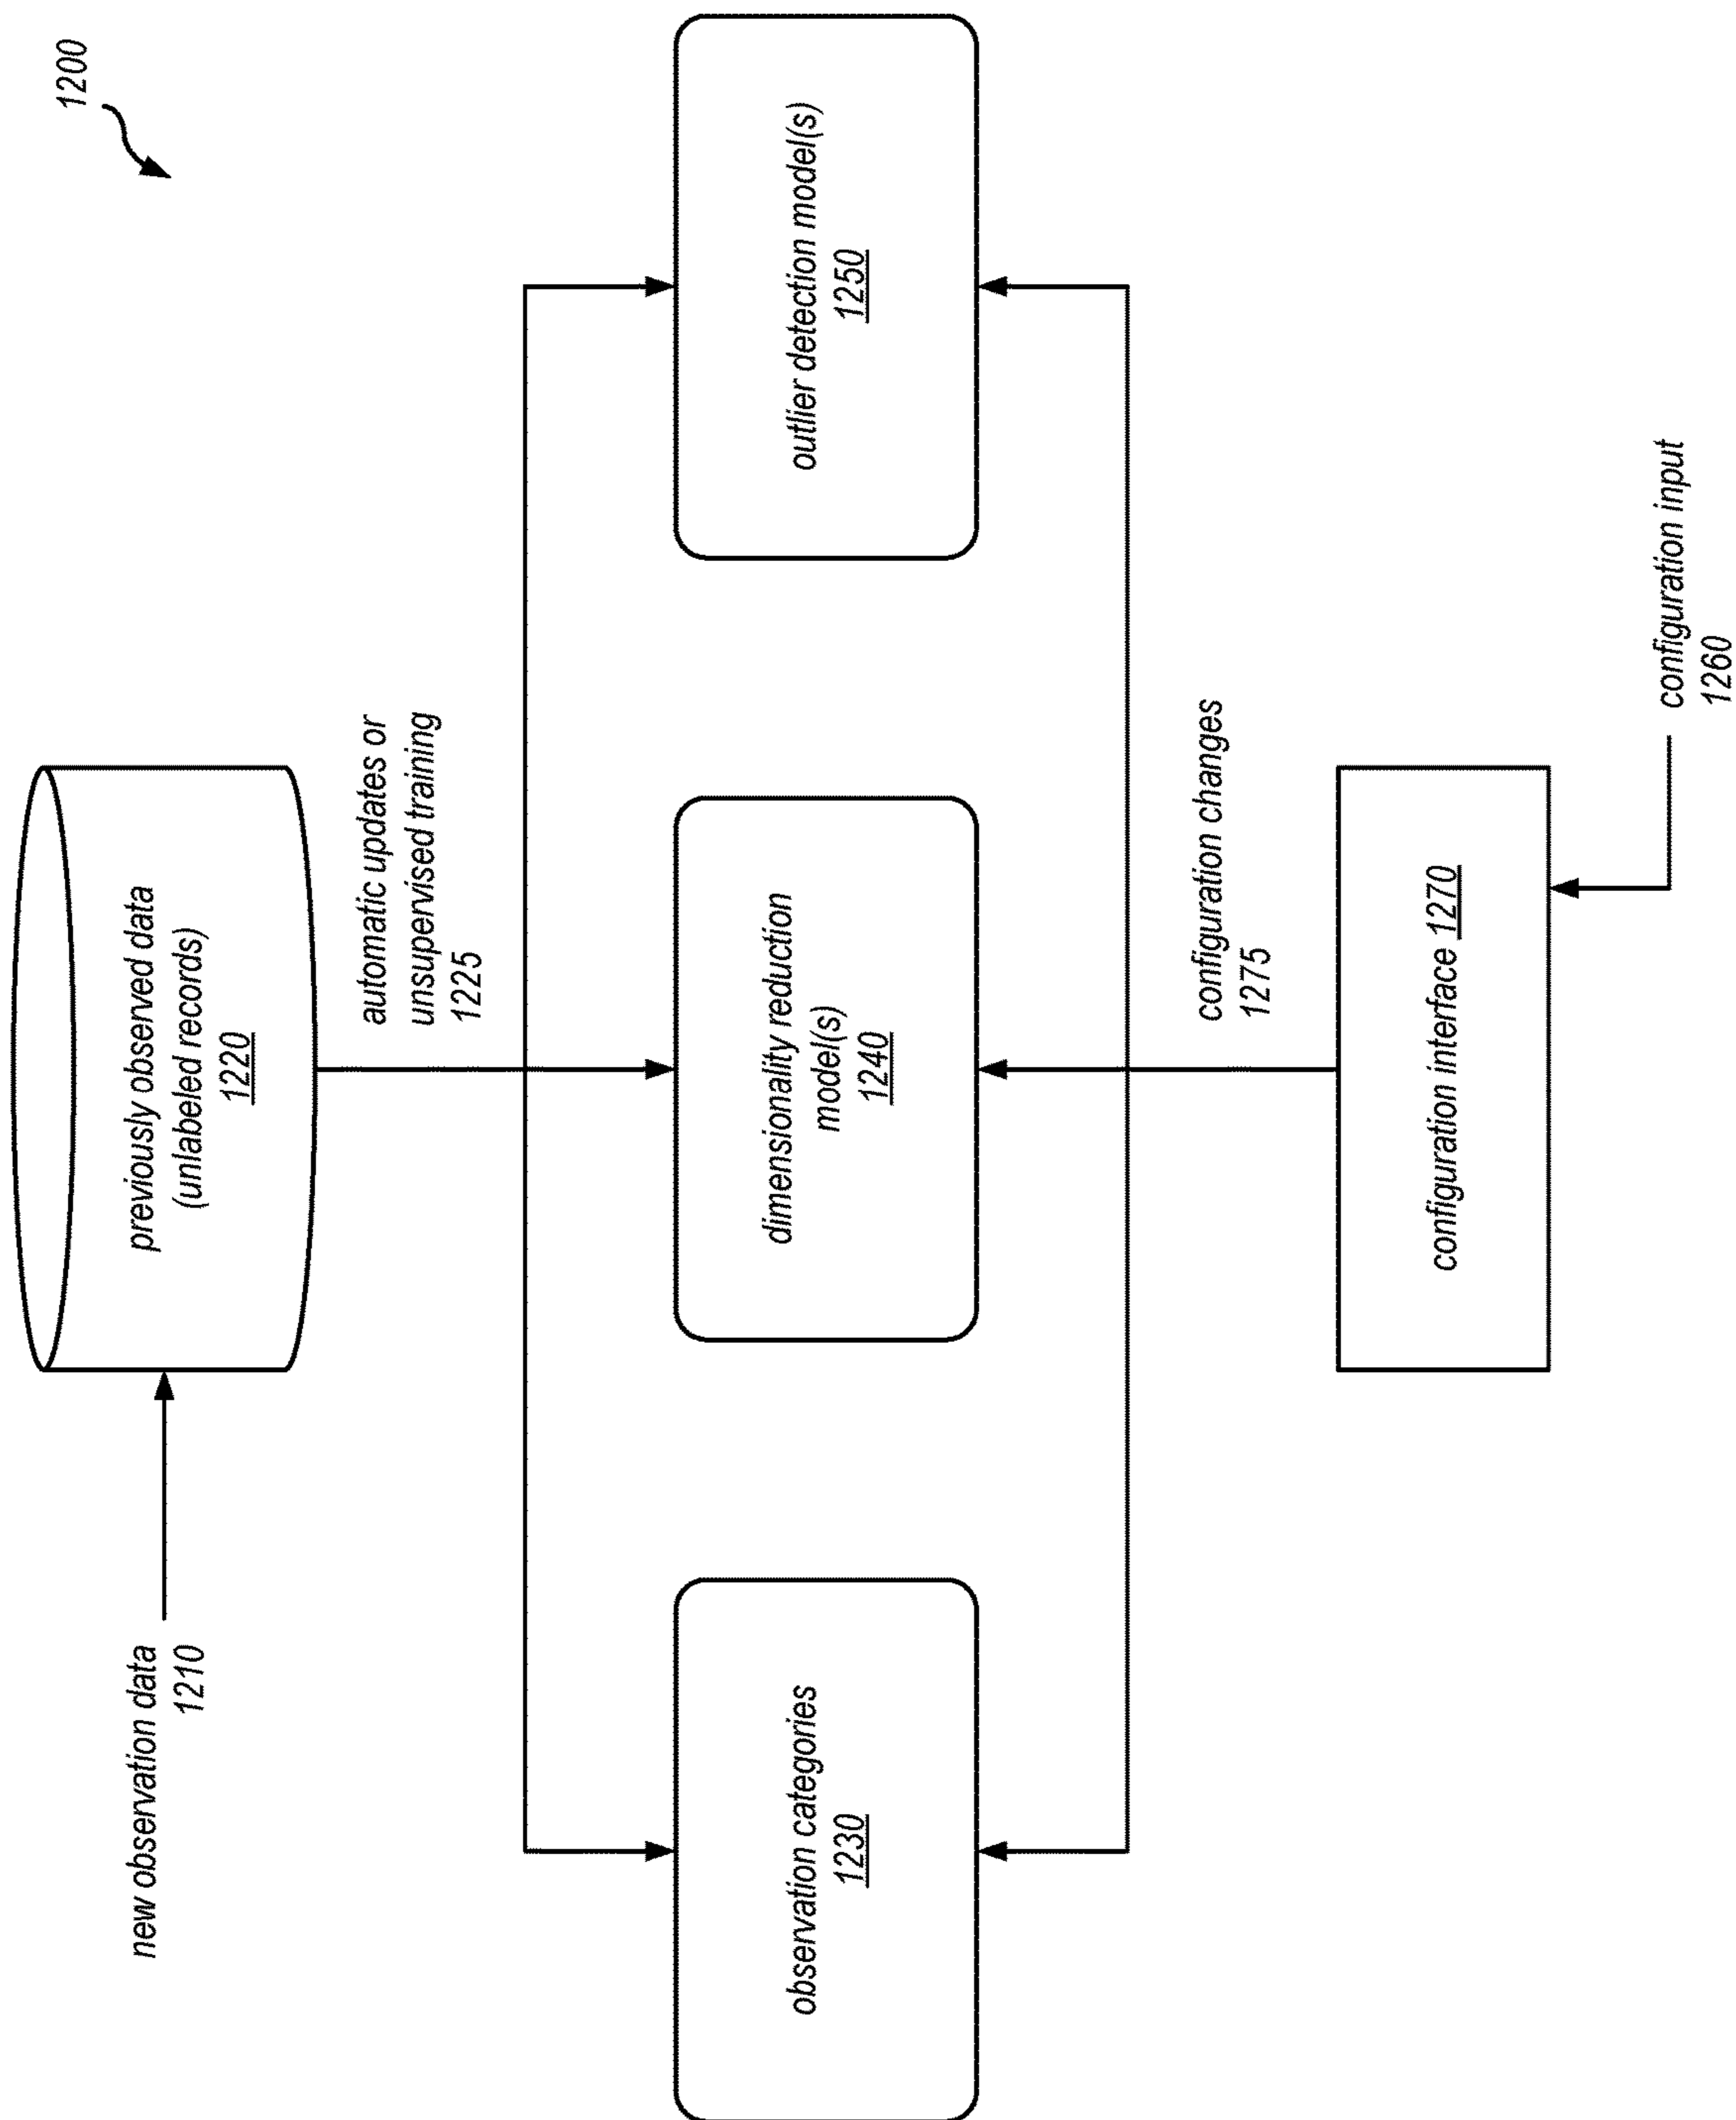 1200
new observation data
1210
previously observed data
(unlabeled records)
1220
automatic updates or
unsupervised training
1225
observation categories
1230
dimensionality reduction
model(s)
1240
outlier detection model(s)
1250
configuration changes
1275
configuration interface 1270
configuration input
1260